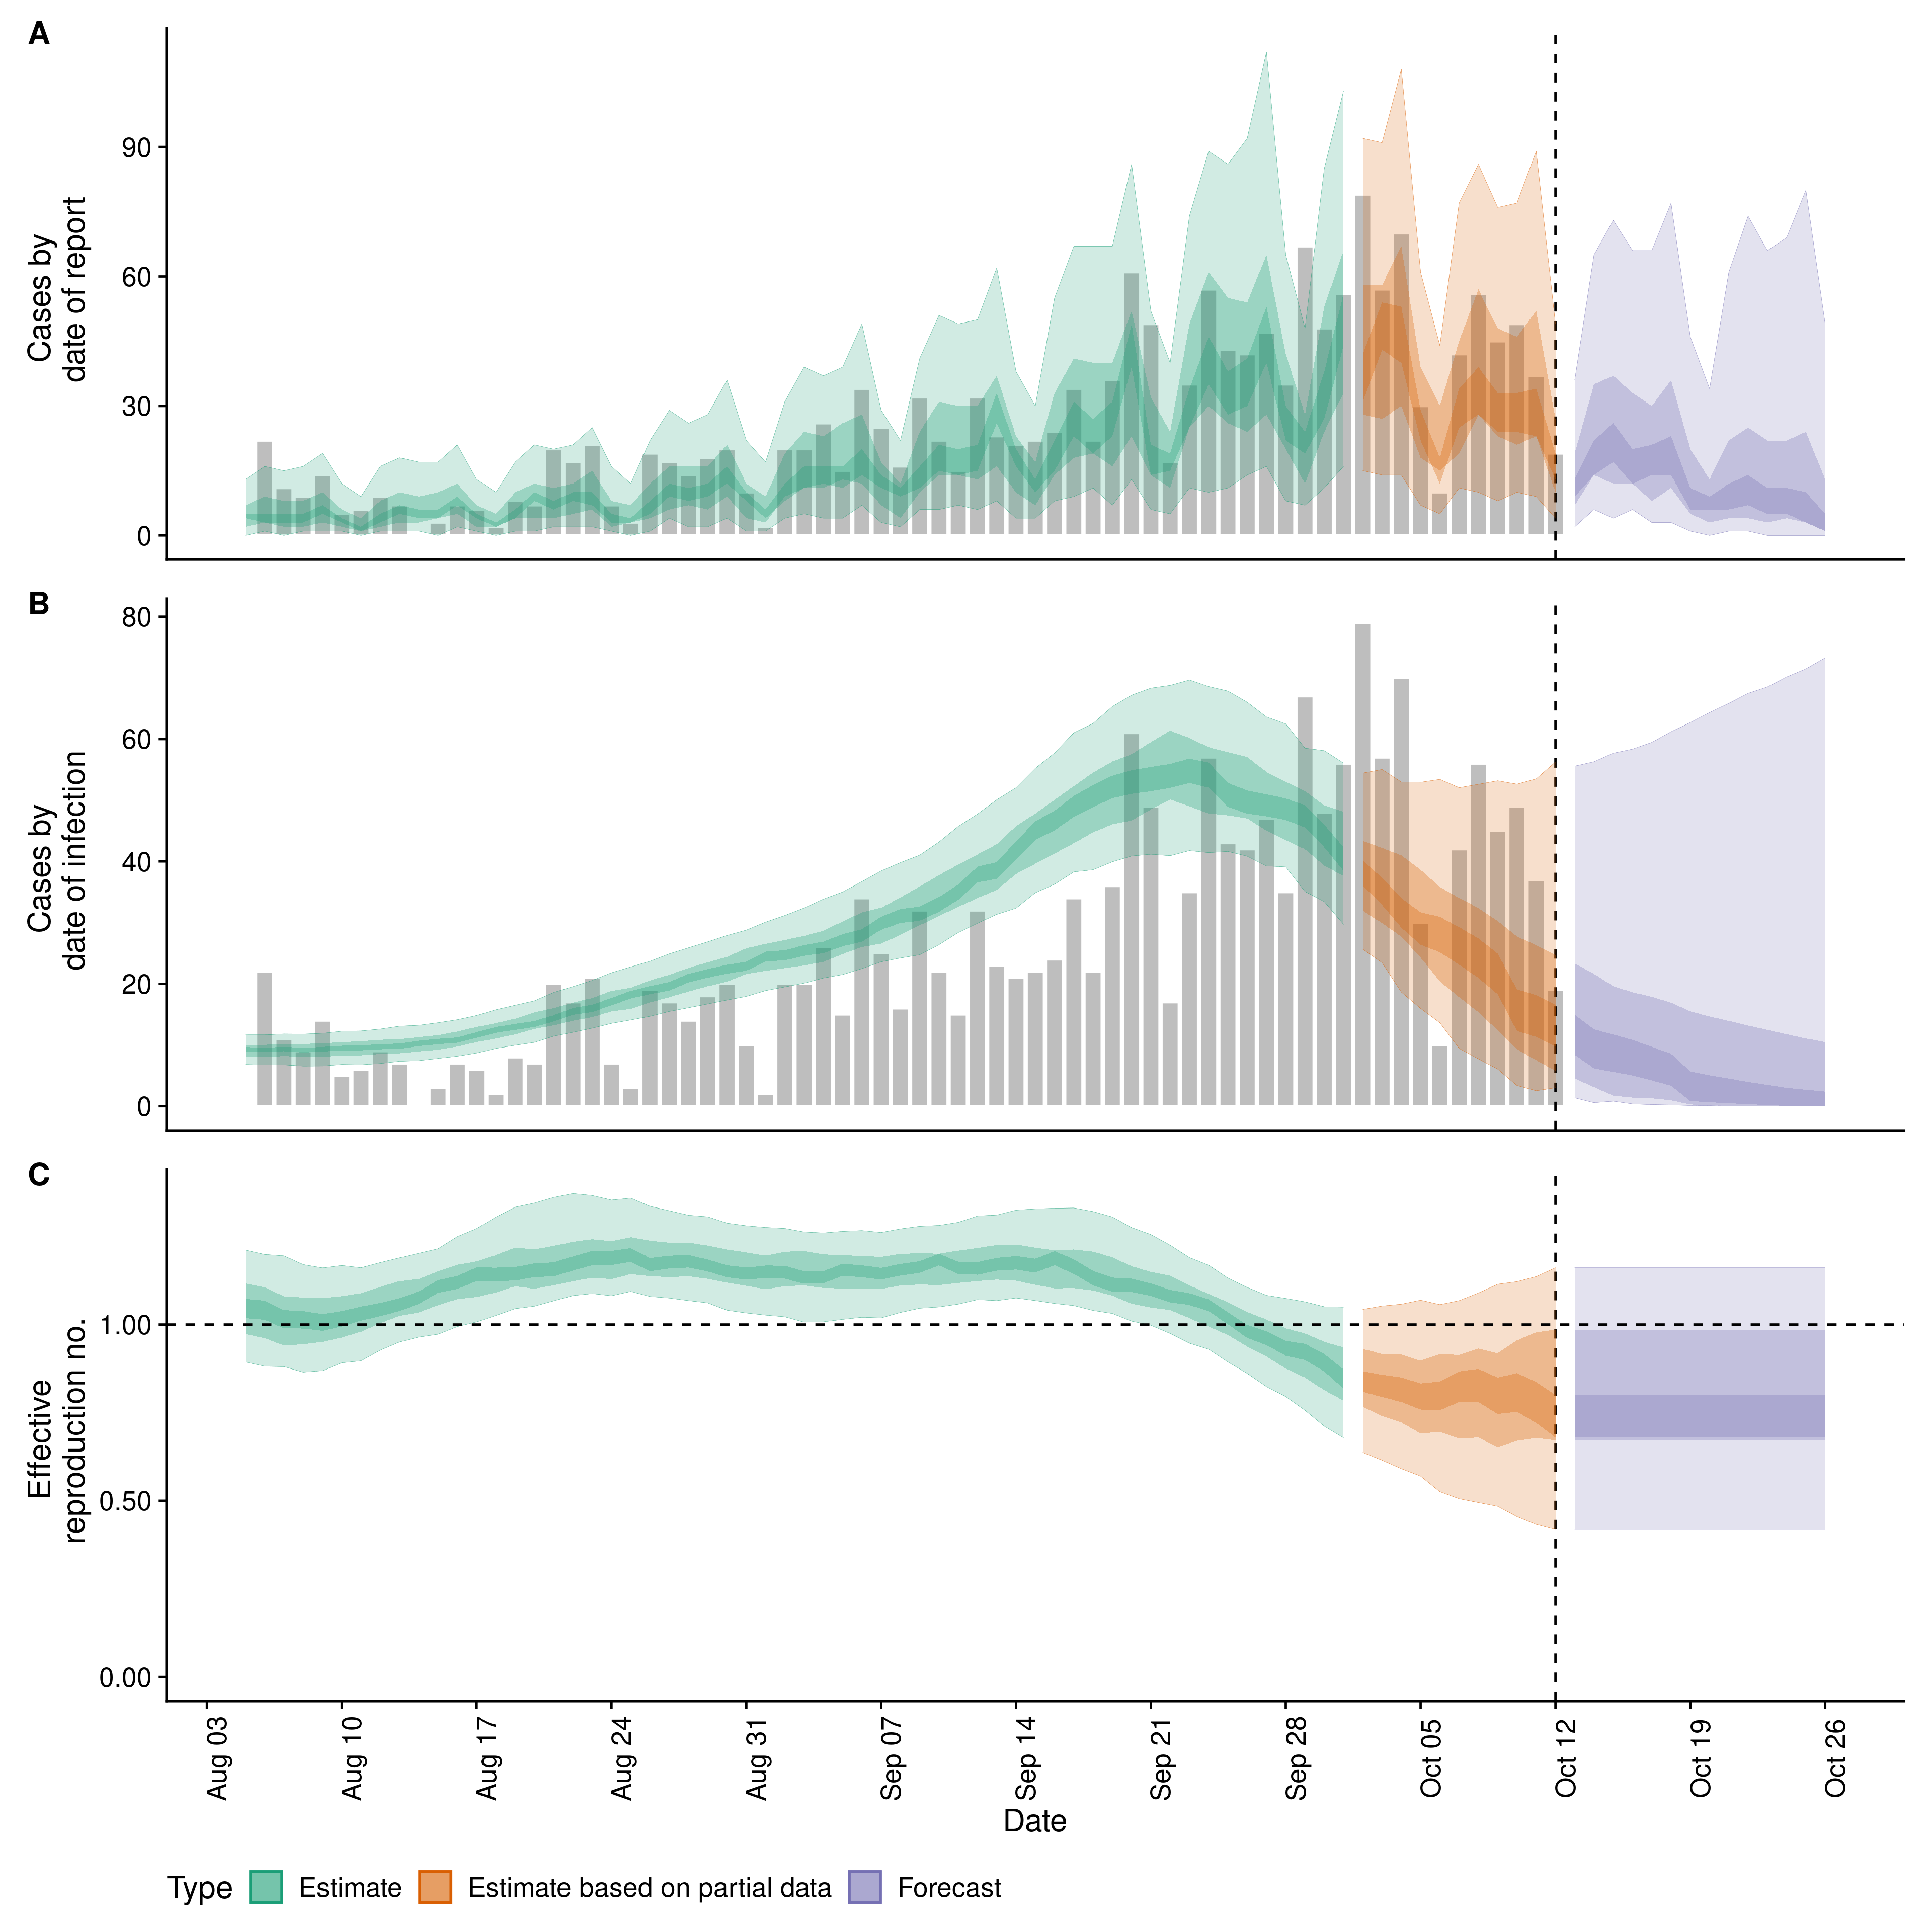 A
Cases by
date of report
90
60
30
0
B
Cases by
date of infection
80
60
40
20
0
C
Effective
reproduction no.
1.00
0.50
0.00
Aug 03
Aug 10
Aug 17
Aug 24
Aug 31
Sep 07
Sep 14
Sep 21
Sep 28
Oct 05
Oct 12
Oct 19
Oct 26
Date
Type Estimate Estimate based on partial data Forecast